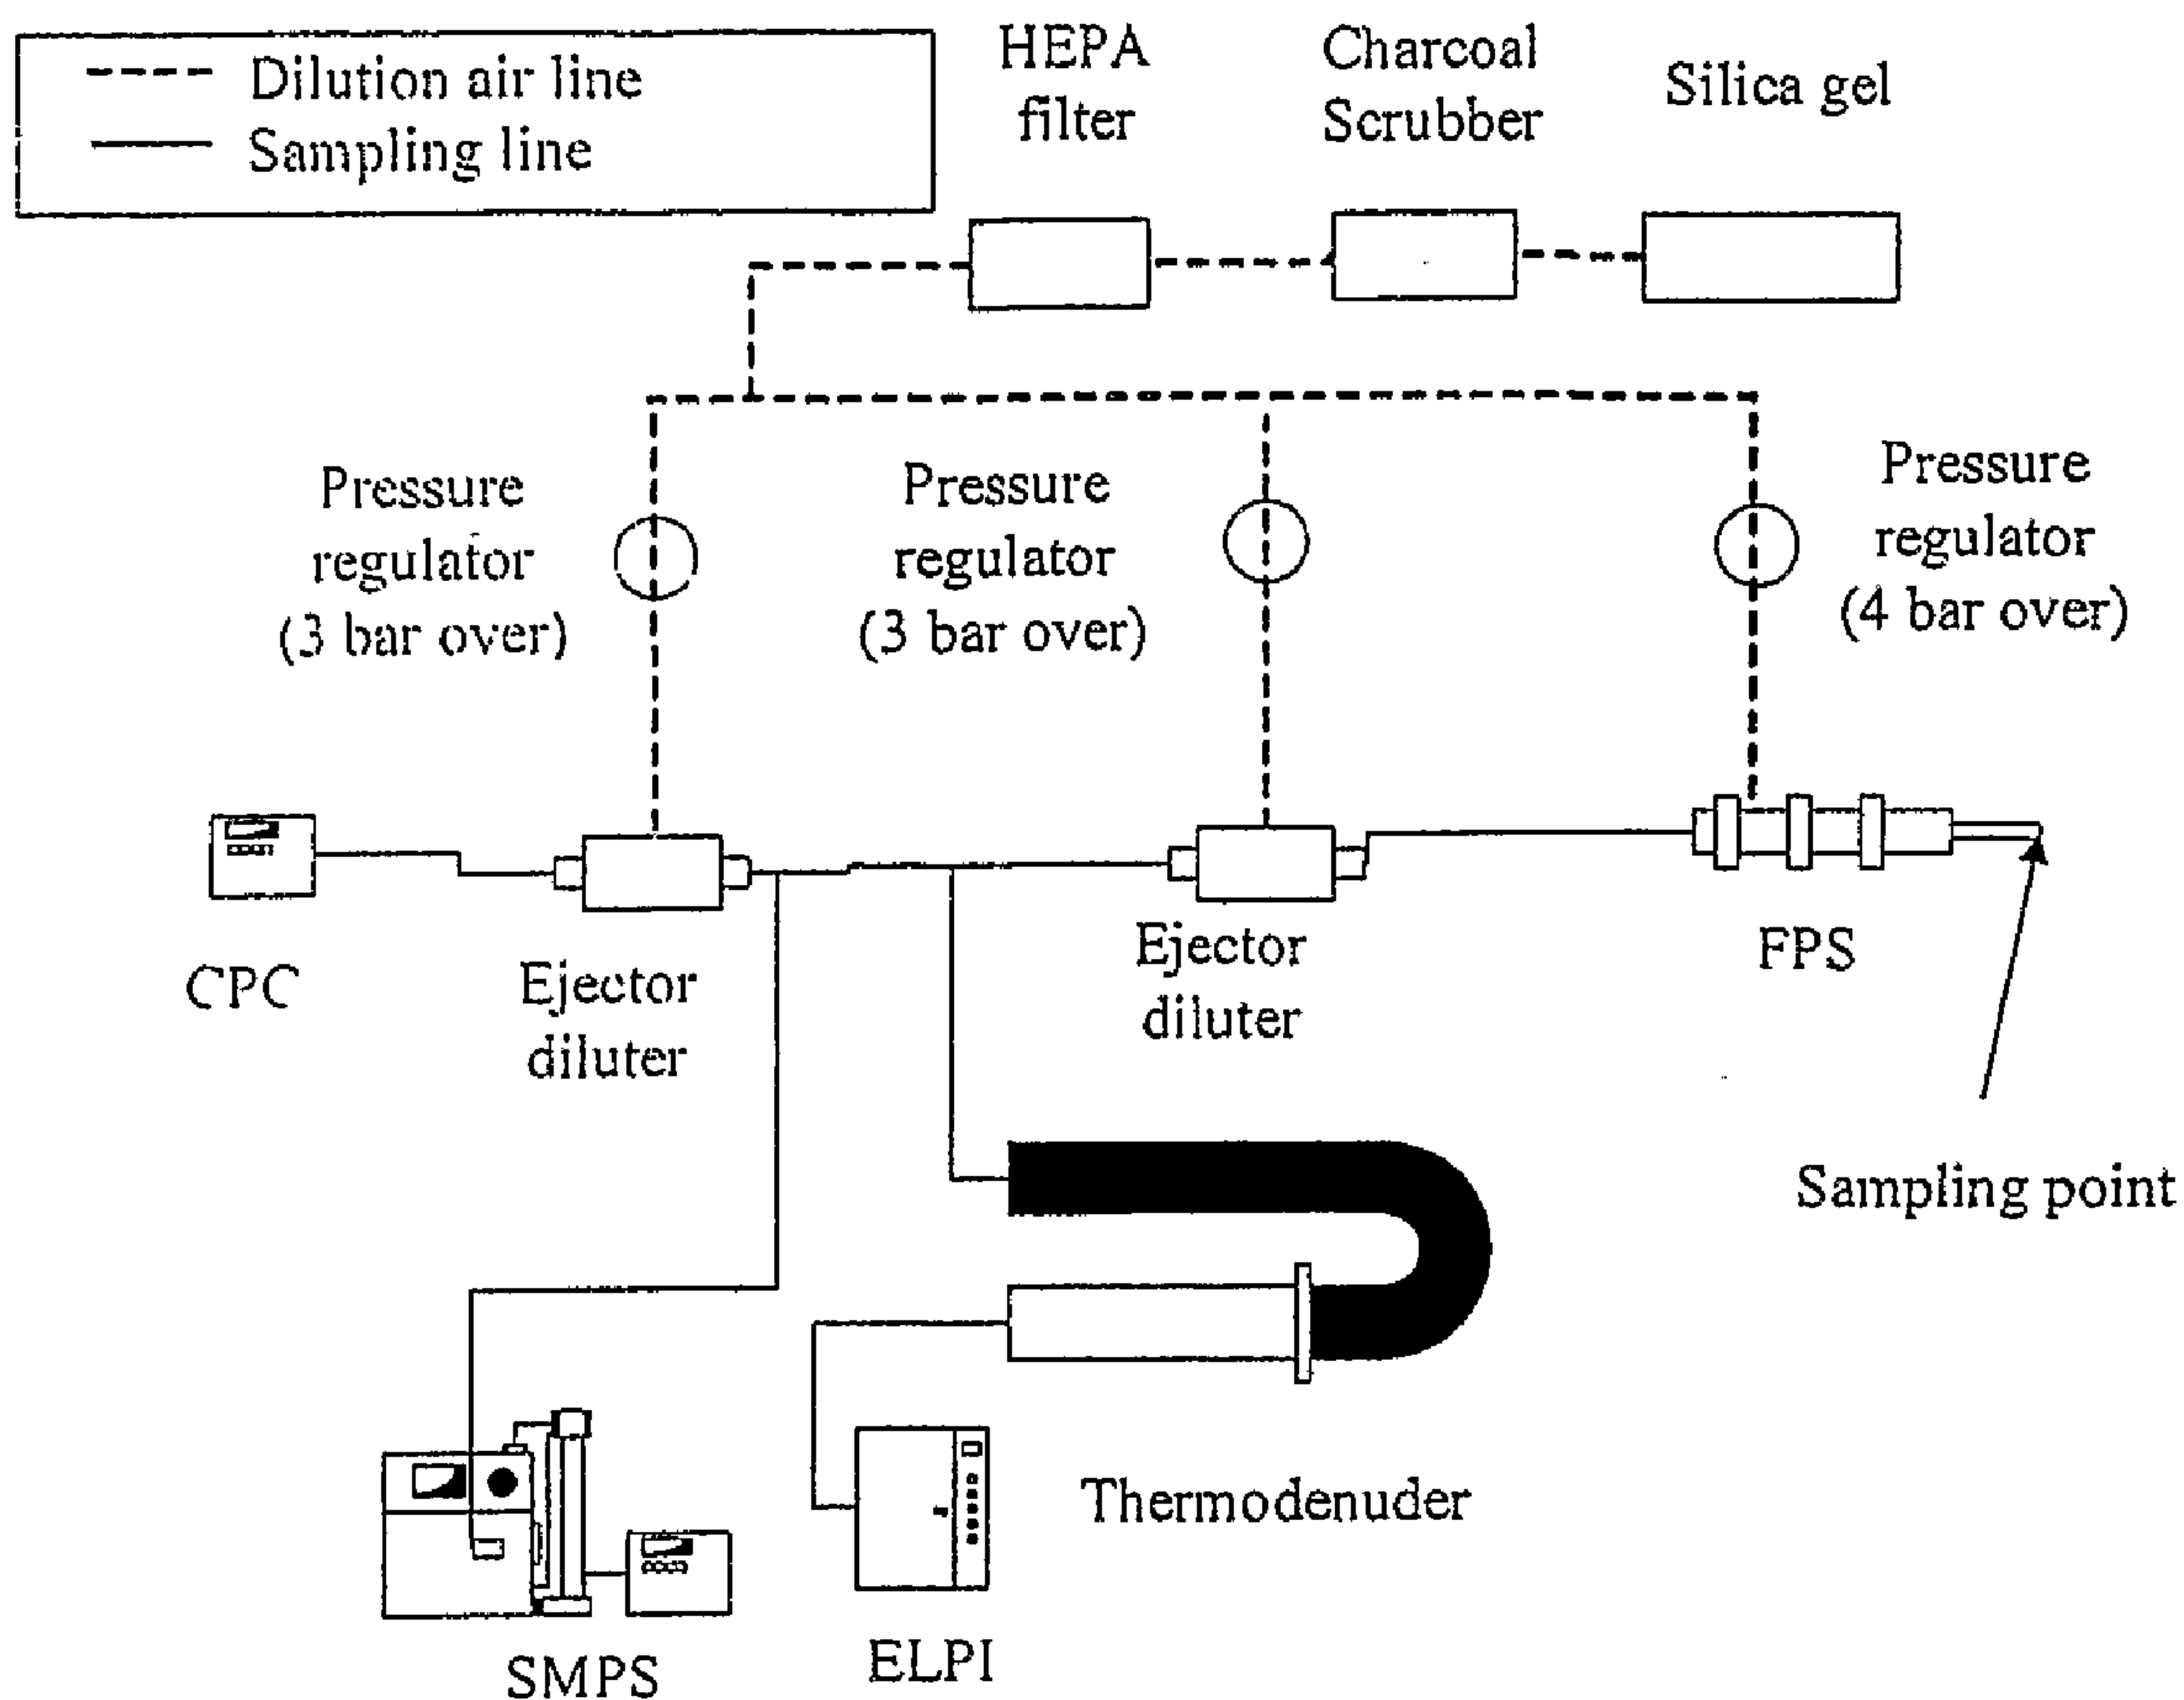 Dilution air line
Sampling line
HEPA
filter
Charcoal
Scrubber
Silica gel
Pressure
regulator
(3 bar over)
Pressure
regulator
(3 bar over)
Pressure
regulator
(4 bar over)
CPC
Ejector
diluter
Ejector
diluter
FPS
Sampling point
Thermodenuder
SMPS
ELPI